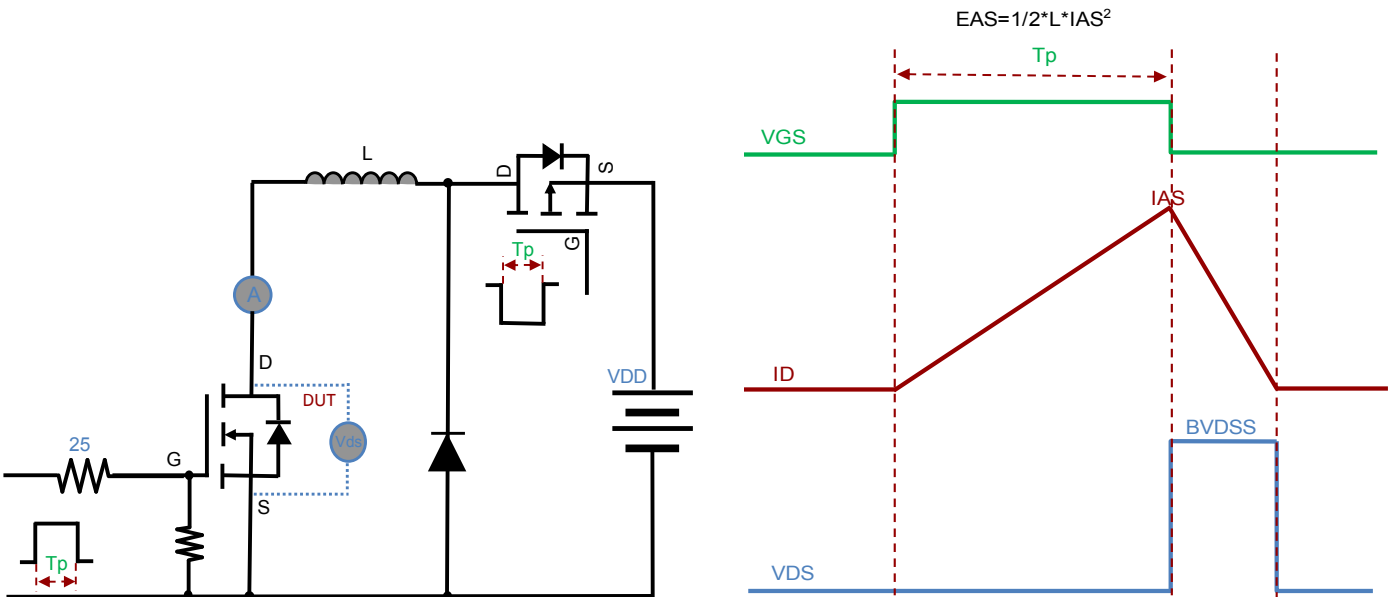 EAS=1/2*L*IAS²
Tp
VGS
L
D
S
IAS
G
Tp
A
D
VDD
ID
DUT
BVDSS
25
Vds
G
S
Tp
VDS